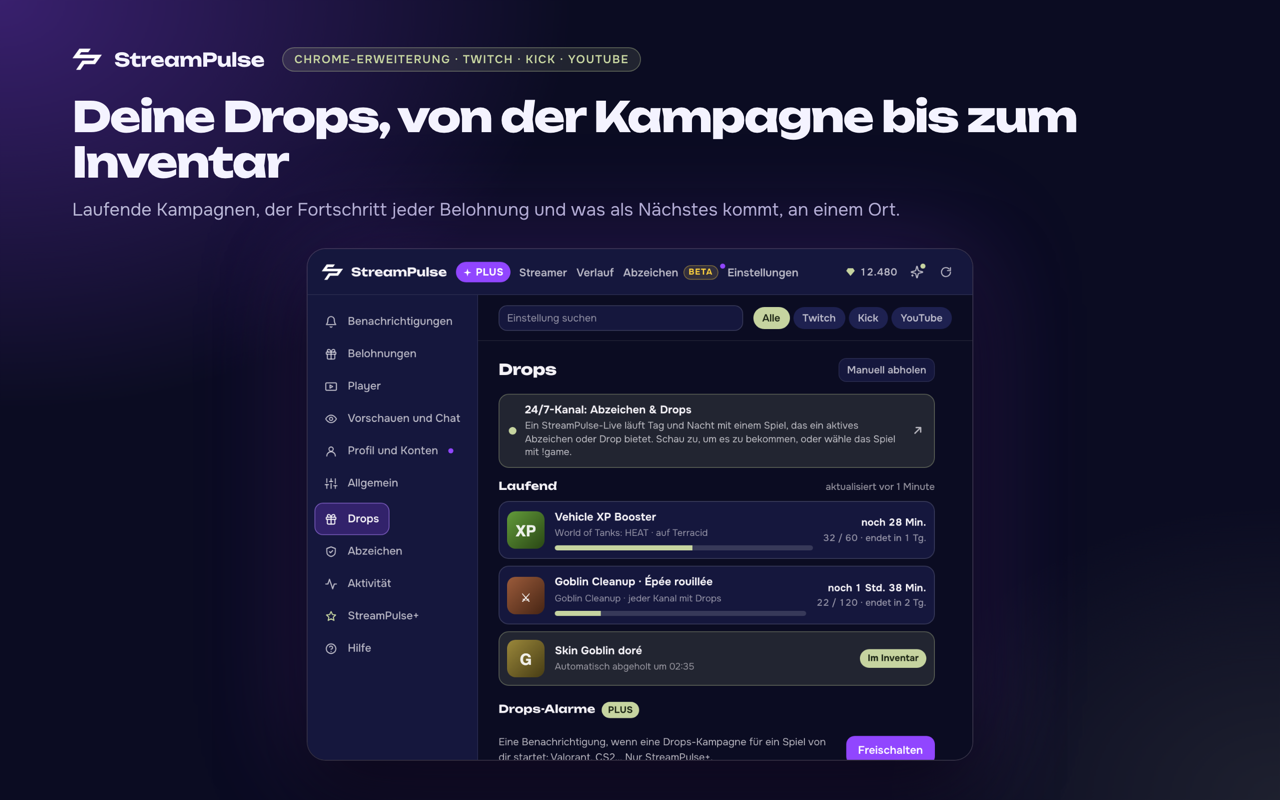 StreamPulse
CHROME-ERWEITERUNG · TWITCH · KICK · YOUTUBE
Deine Drops, von der Kampagne bis zum
Inventar
Laufende Kampagnen, der Fortschritt jeder Belohnung und was als Nächstes kommt, an einem Ort.
StreamPulse
+ PLUS
Streamer
Verlauf
Abzeichen BETA
Einstellungen
12.480
Benachrichtigungen
Belohnungen
Player
Vorschauen und Chat
Profil und Konten
Allgemein
Drops
Abzeichen
Aktivität
StreamPulse+
Hilfe
Einstellung suchen
Alle
Twitch
Kick
YouTube
Drops
Manuell abholen
24/7-Kanal: Abzeichen & Drops
Ein StreamPulse-Live läuft Tag und Nacht mit einem Spiel, das ein aktives
Abzeichen oder Drop bietet. Schau zu, um es zu bekommen, oder wähle das Spiel
mit !game.
Laufend
aktualisiert vor 1 Minute
XP
Vehicle XP Booster
World of Tanks: HEAT · auf Terracid
noch 28 Min.
32 / 60 · endet in 1 Tg.
Goblin Cleanup · Épée rouillée
Goblin Cleanup · jeder Kanal mit Drops
noch 1 Std. 38 Min.
22 / 120 · endet in 2 Tg.
G
Skin Goblin doré
Automatisch abgeholt um 02:35
Im Inventar
Drops-Alarme PLUS
Eine Benachrichtigung, wenn eine Drops-Kampagne für ein Spiel von
dir startet: Valorant, CS2… Nur StreamPulse+.
Freischalten